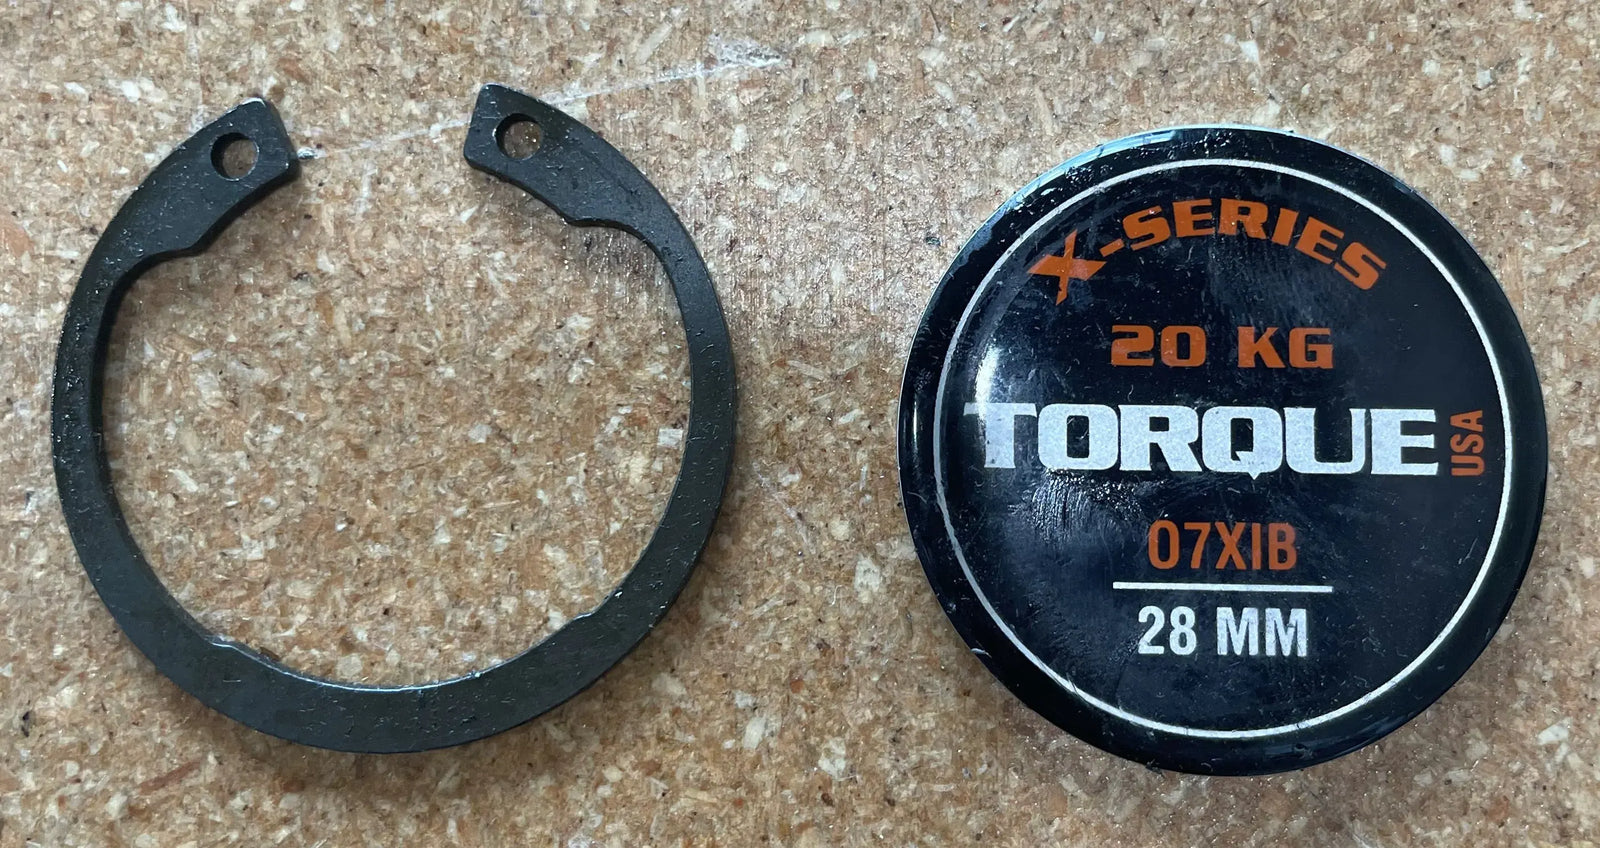 X-SERIES
20 KG
TORQUE USA
07XIB
28 MM